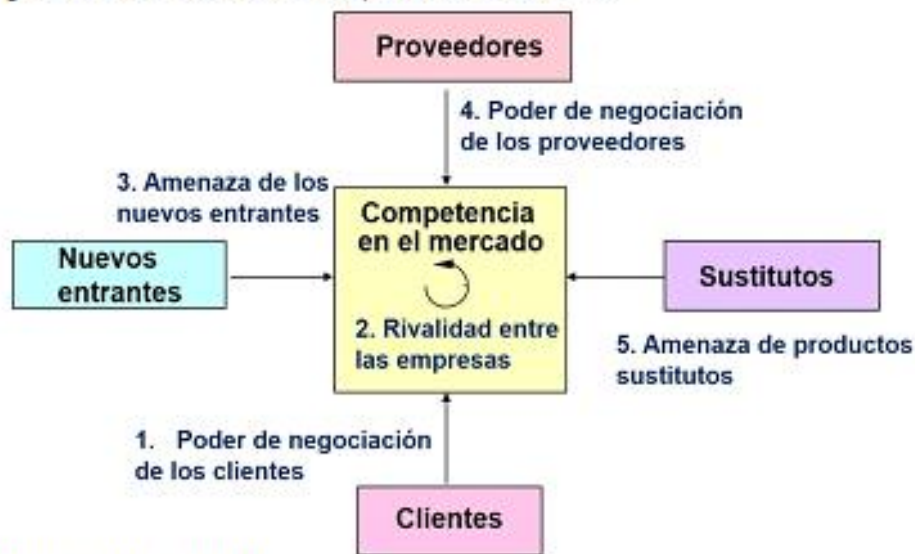 Proveedores
4. Poder de negociación
de los proveedores
3. Amenaza de los
nuevos entrantes
Competencia
en el mercado
Nuevos
entrantes
Sustitutos
2. Rivalidad entre
las empresas
5. Amenaza de productos
sustitutos
1. Poder de negociación
de los clientes
Clientes